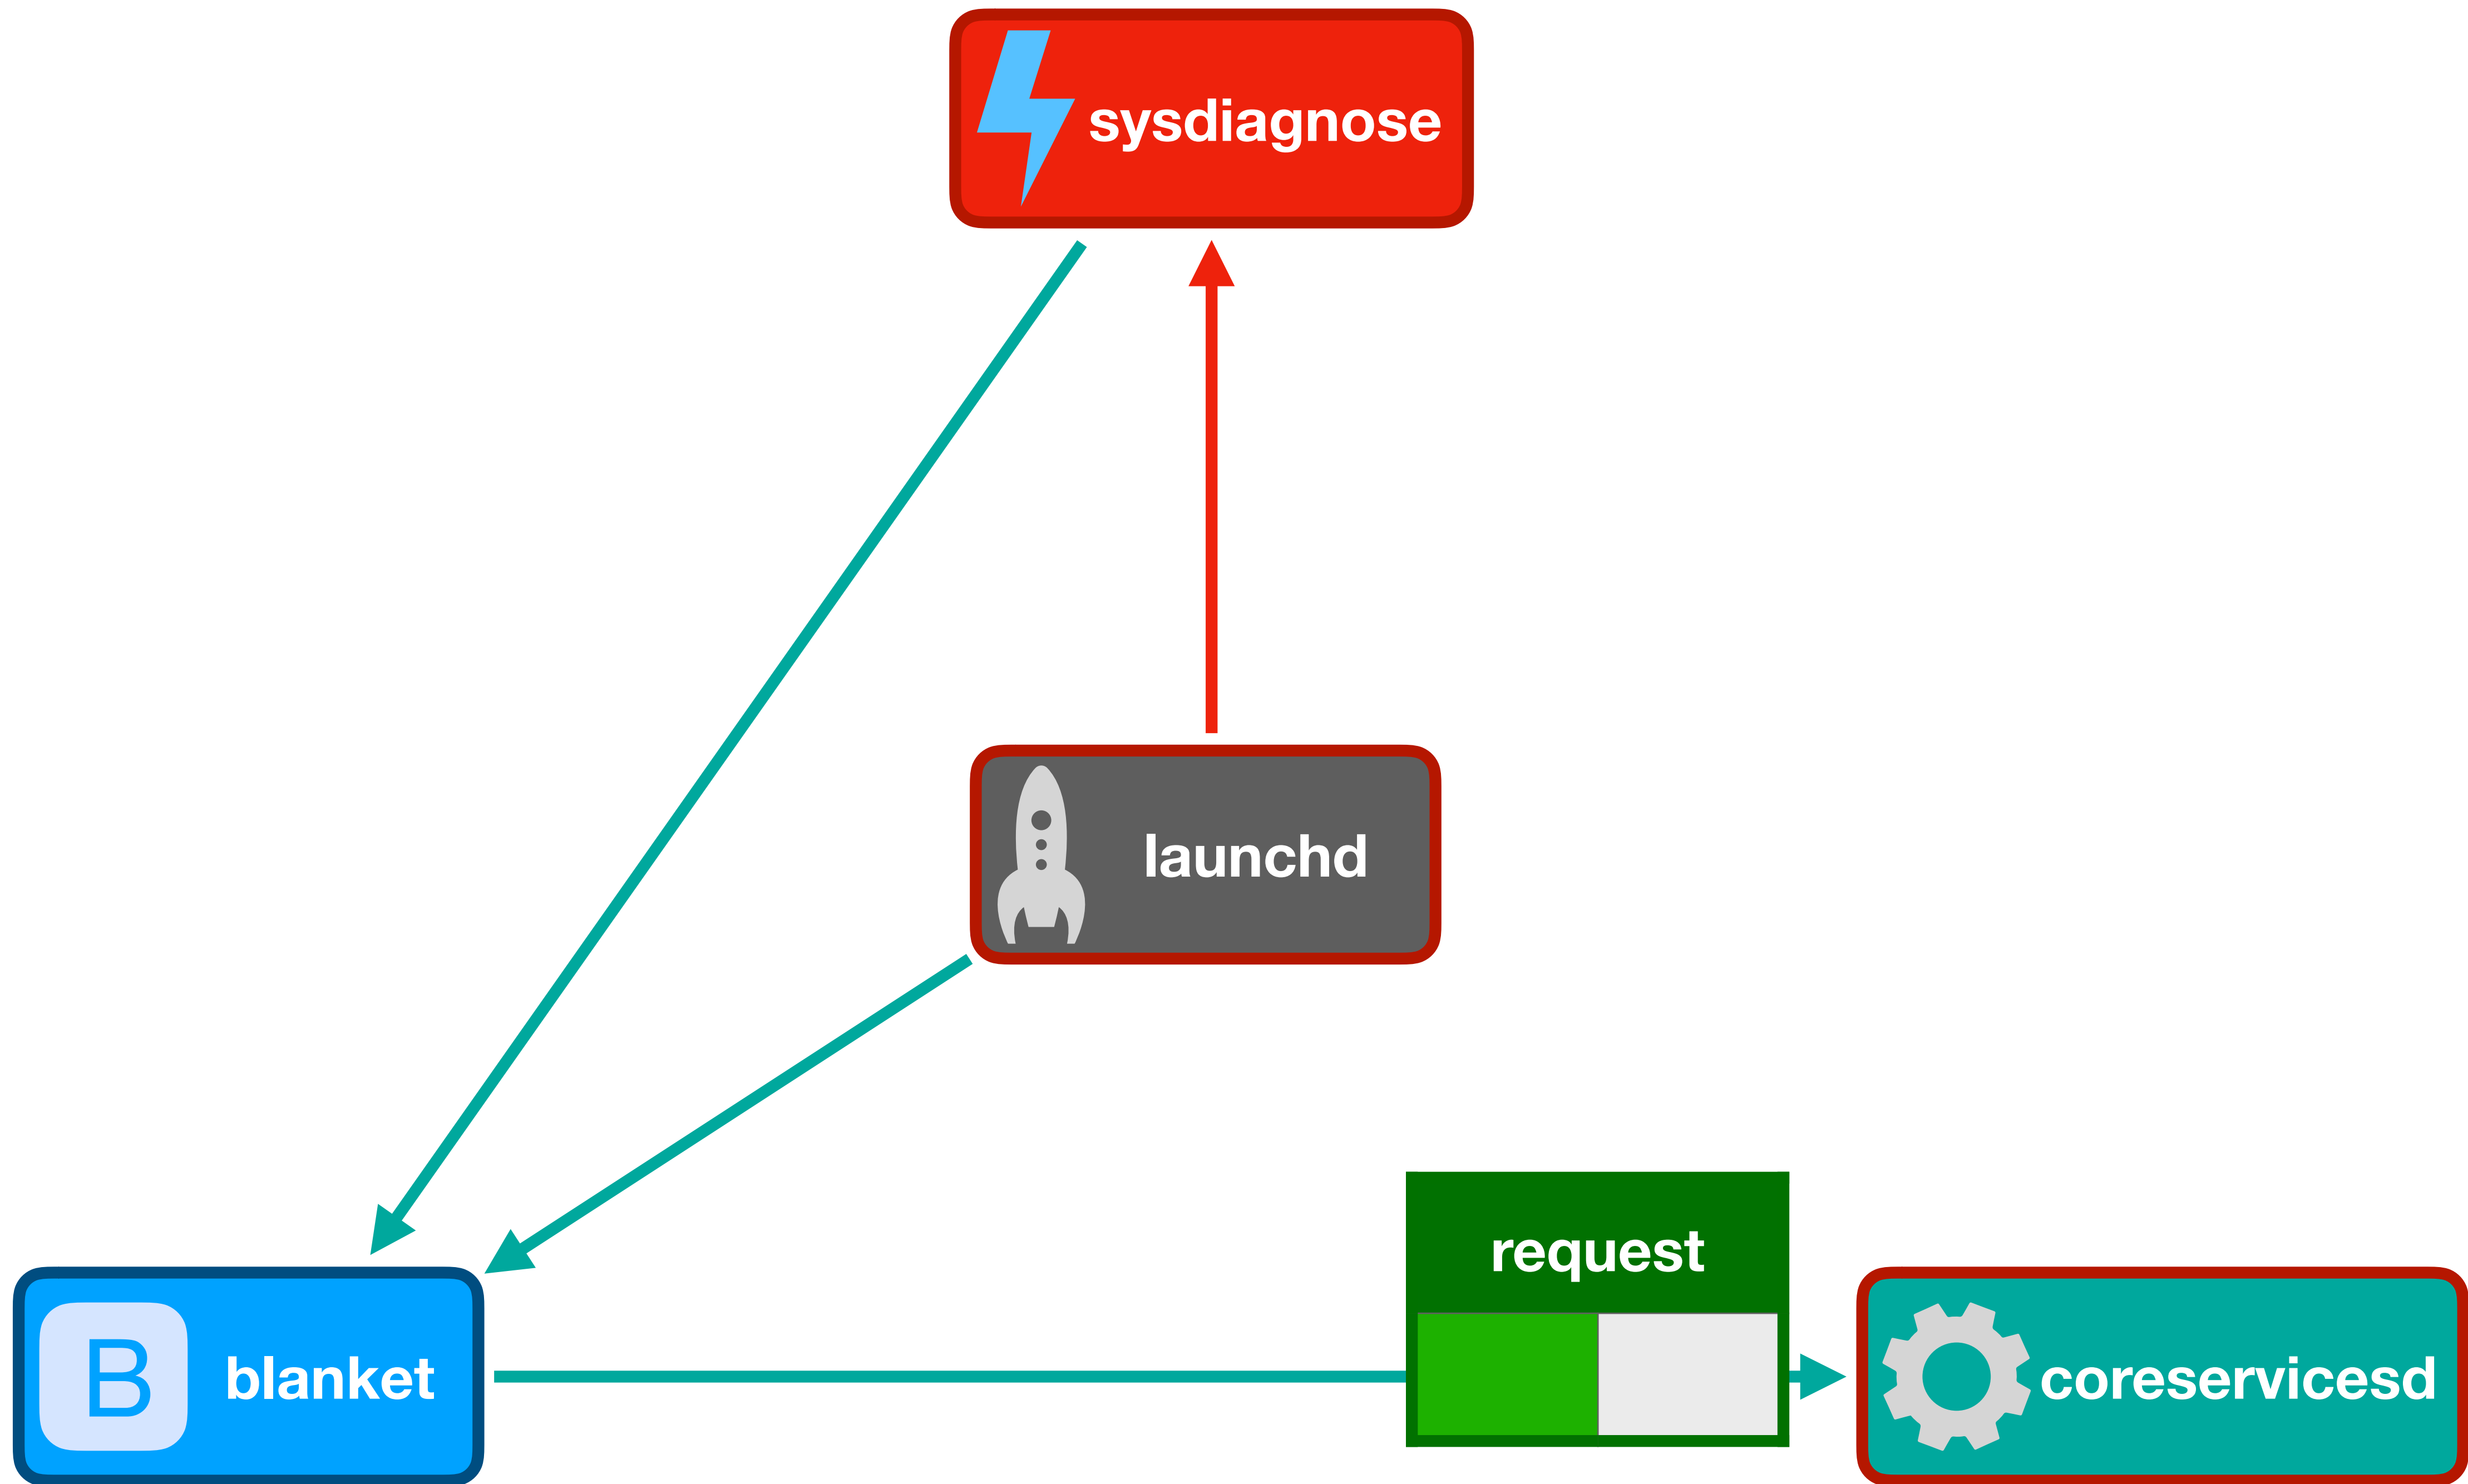 sysdiagnose
launchd
request
B
blanket
coreservicesd